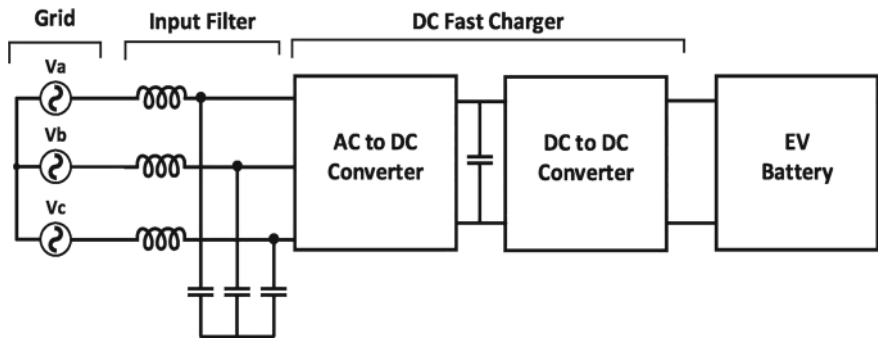 Grid
Input Filter
DC Fast Charger
Va
Vb
Vc
AC to DC
Converter
DC to DC
Converter
EV
Battery